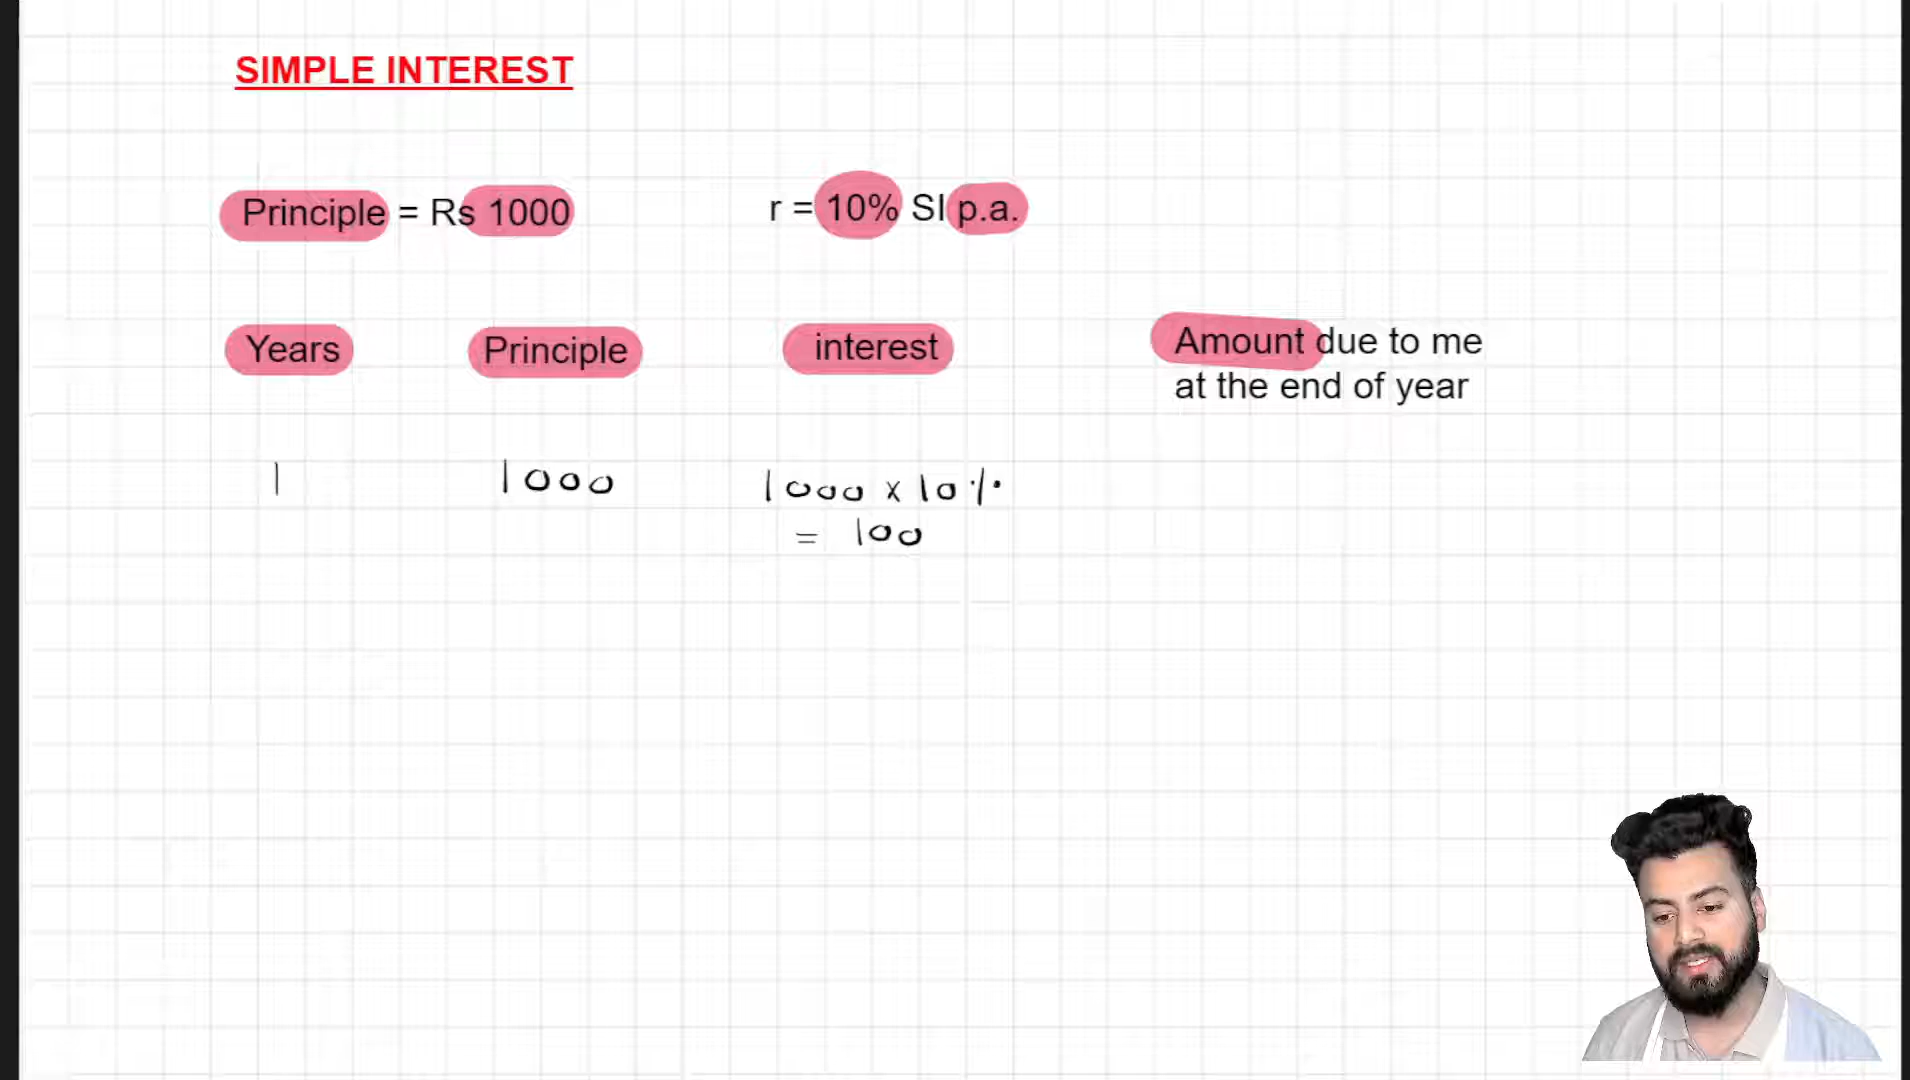 SIMPLE INTEREST
Principle = Rs 1000
r = 10% SI p.a.
Years
Principle
interest
Amount due to me
at the end of year
1
1000
1000 x 10%
= 100